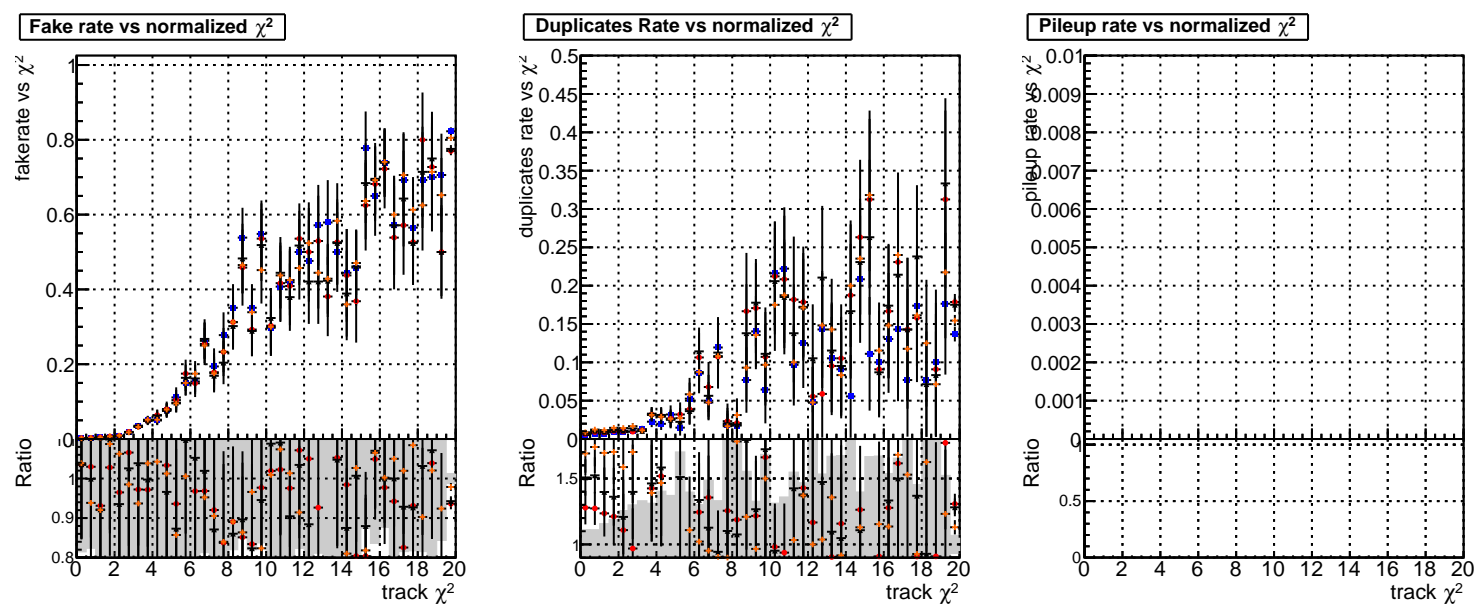 Fake rate vs normalized χ²
fakerate vs χ²
1
0.8
0.6
0.4
0.2
0
Ratio
1
0.9
0.8
0 2 4 6 8 10 12 14 16 18 20
track χ²
Duplicates Rate vs normalized χ²
duplicates rate vs χ²
0.5
0.45
0.4
0.35
0.3
0.25
0.2
0.15
0.1
0.05
0
Ratio
1.5
1
0 2 4 6 8 10 12 14 16 18 20
track χ²
Pileup rate vs normalized χ²
pileup rate vs χ²
0.01
0.009
0.008
0.007
0.006
0.005
0.004
0.003
0.002
0.001
0
Ratio
1
0.5
0
0 2 4 6 8 10 12 14 16 18 20
track χ²